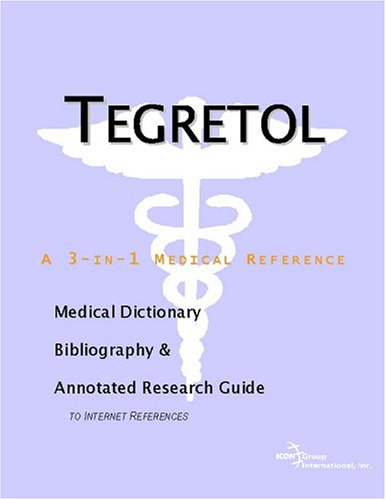 TEGRETOL
A 3-IN-1 MEDICAL REFERENCE
Medical Dictionary
Bibliography &
Annotated Research Guide
TO INTERNET REFERENCES
ICON Group
International, Inc.